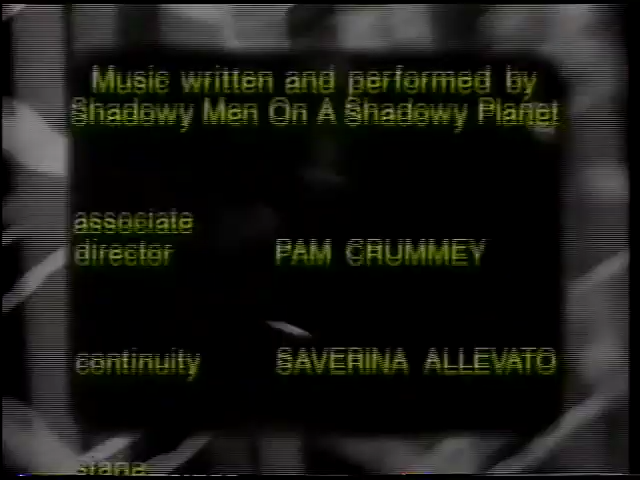 Music written and performed by
Shadowy Men On A Shadowy Planet
associate
director PAM CRUMMEY
continuity SAVERINA ALLEVATO